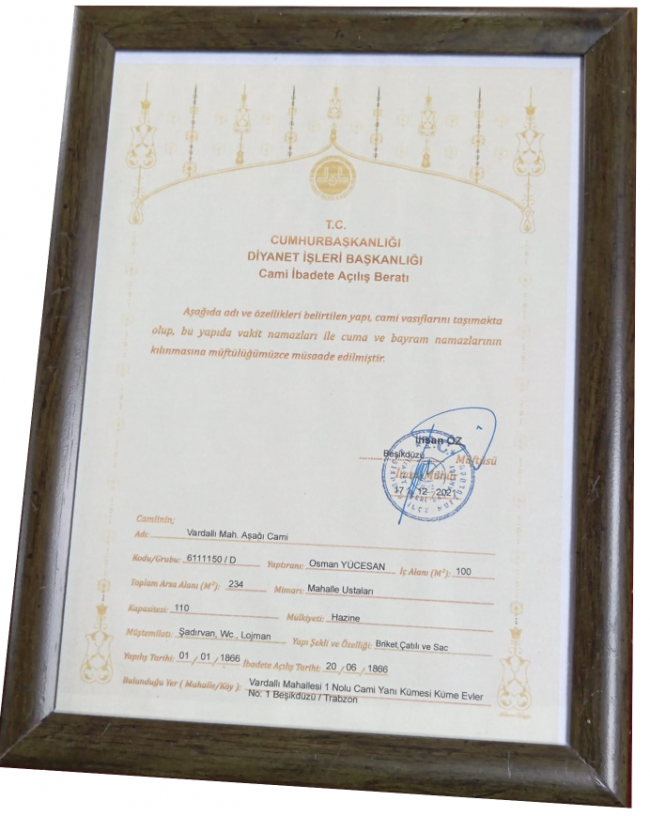 T.C.
CUMHURBAŞKANLIĞI
DİYANET İŞLERİ BAŞKANLIĞI
Cami İbadete Açılış Beratı
Aşağıda adı ve özellikleri belirtilen yapı, cami vasıflarını taşımakta
olup, bu yapıda vakit namazları ile cuma ve bayram namazlarının
kılınmasına müftülüğümüzce müsaade edilmiştir.
İhsan ÖZ
Beşikdüzü Müftüsü
17 12 2021
Camiinin;
Adı: Vardallı Mah. Aşağı Cami
Kodu/Grubu: 6111150 / D Yaptıranı: Osman YÜCESAN İç Alanı (M²): 100
Toplam Arsa Alanı (M²): 234 Mimarı: Mahalle Ustaları
Kapasitesi: 110 Mülkiyeti: Hazine
Müştemilatı: Şadırvan, Wc., Lojman Yapı Şekli ve Özelliği: Briket,Çatılı ve Sac
Yapılış Tarihi: 01 / 01 / 1866 İbadete Açılış Tarihi: 20 / 06 / 1866
Bulunduğu Yer ( Mahalle/Köy ): Vardallı Mahallesi 1 Nolu Cami Yanı Kümesi Küme Evler
No: 1 Beşikdüzü / Trabzon